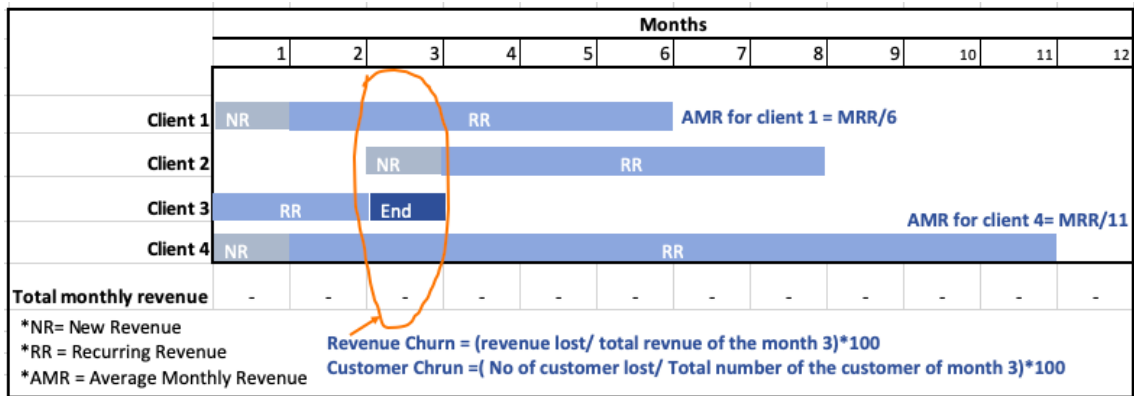 Months
1 2 3 4 5 6 7 8 9 10 11 12
Client 1 NR RR AMR for client 1 = MRR/6
Client 2 NR RR
Client 3 RR End
AMR for client 4= MRR/11
Client 4 NR RR
Total monthly revenue - - - - - - - - - - - -
*NR= New Revenue
*RR = Recurring Revenue
*AMR = Average Monthly Revenue
Revenue Churn = (revenue lost/ total revnue of the month 3)*100
Customer Chrun =( No of customer lost/ Total number of the customer of month 3)*100